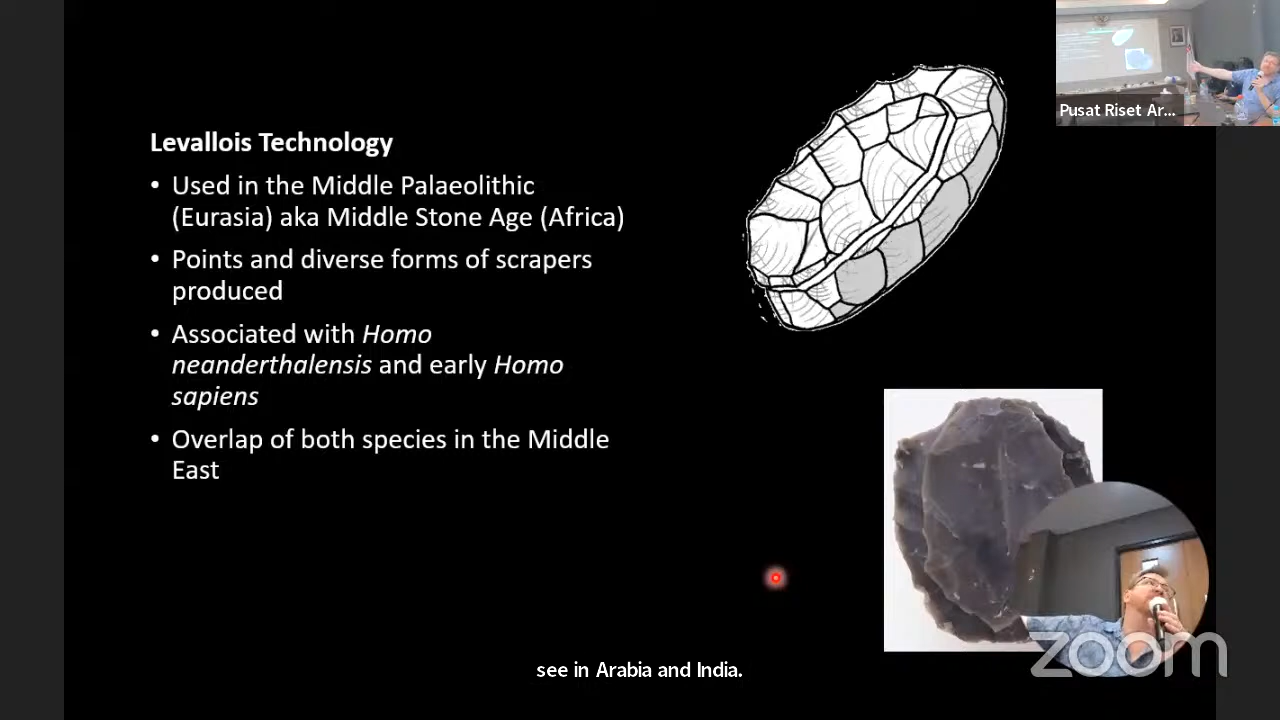 Pusat Riset Ar...
Levallois Technology
• Used in the Middle Palaeolithic
(Eurasia) aka Middle Stone Age (Africa)
• Points and diverse forms of scrapers
produced
• Associated with Homo
neanderthalensis and early Homo
sapiens
• Overlap of both species in the Middle
East
zoom
see in Arabia and India.